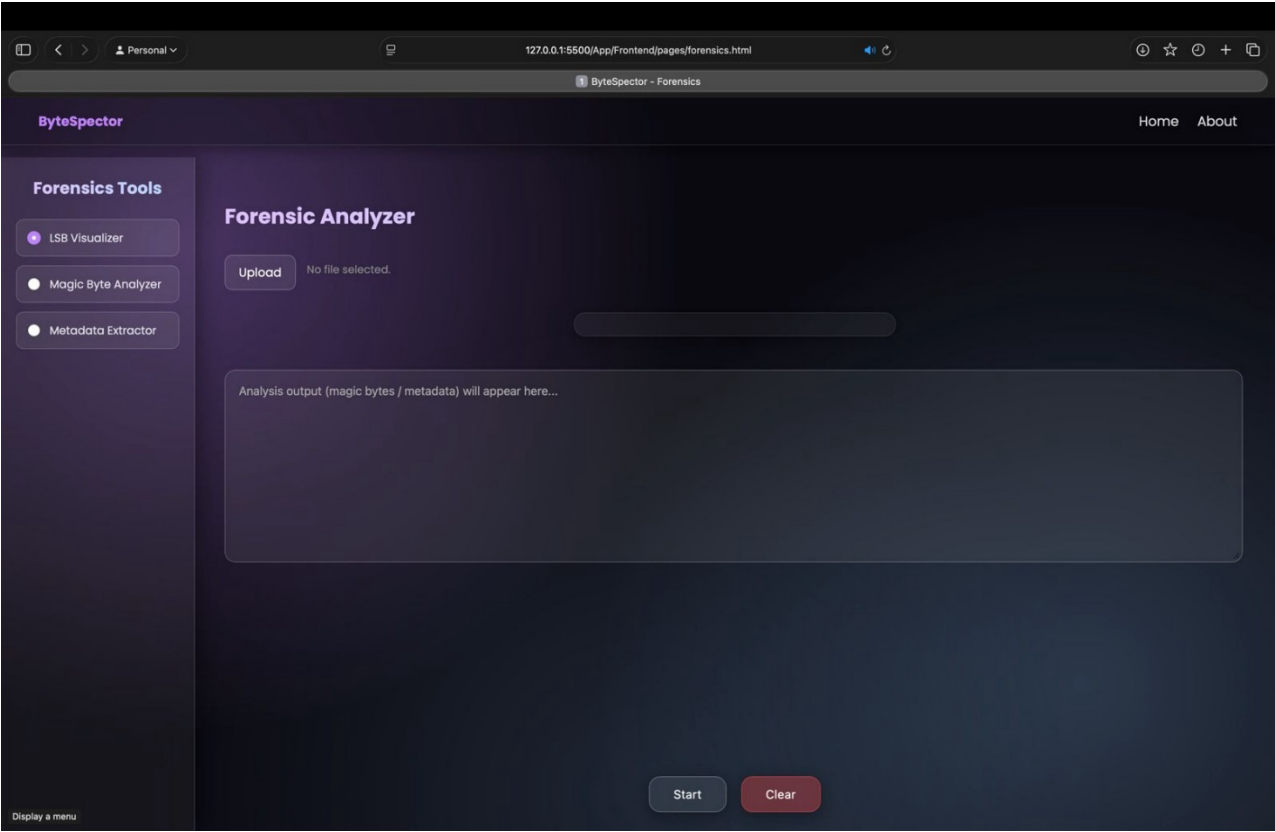 Personal
127.0.0.1:5500/App/Frontend/pages/forensics.html
1 ByteSpector - Forensics
ByteSpector
Home About
Forensics Tools
LSB Visualizer
Magic Byte Analyzer
Metadata Extractor
Forensic Analyzer
Upload No file selected.
Analysis output (magic bytes / metadata) will appear here...
Start Clear
Display a menu